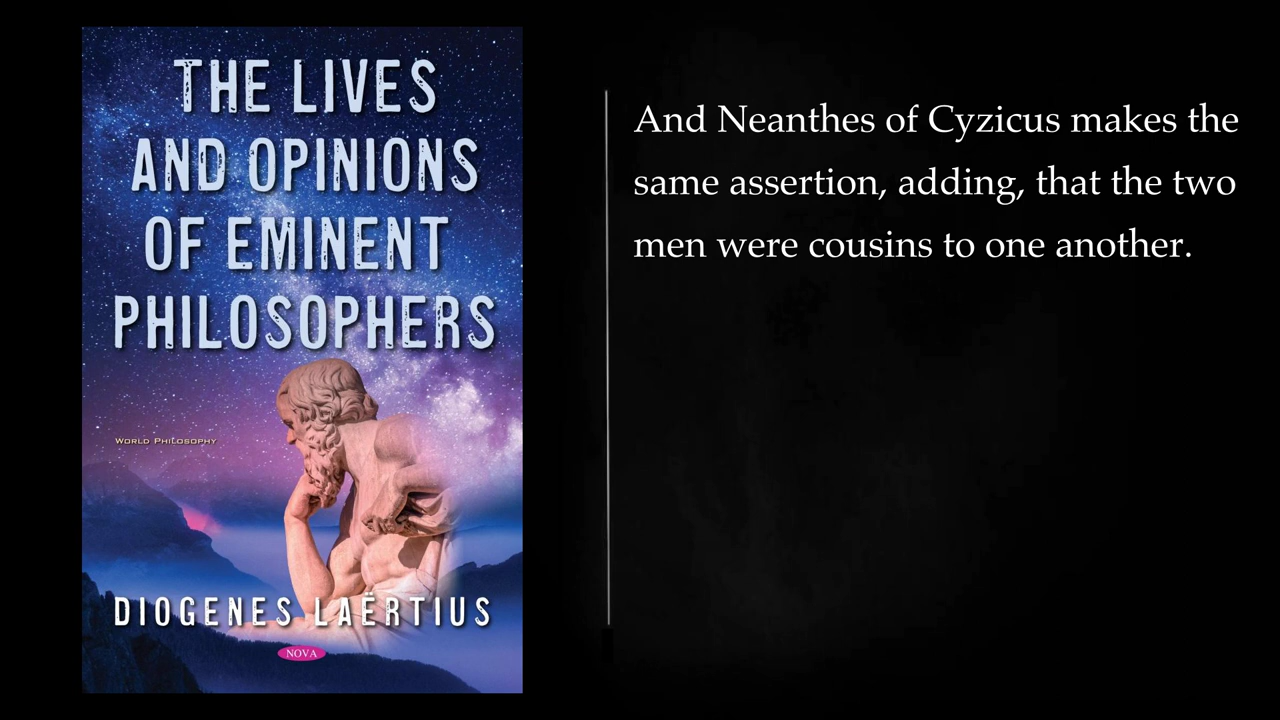 THE LIVES
AND OPINIONS
OF EMINENT
PHILOSOPHERS
WORLD PHILOSOPHY
DIOGENES LAËRTIUS
NOVA
And Neanthes of Cyzicus makes the
same assertion, adding, that the two
men were cousins to one another.